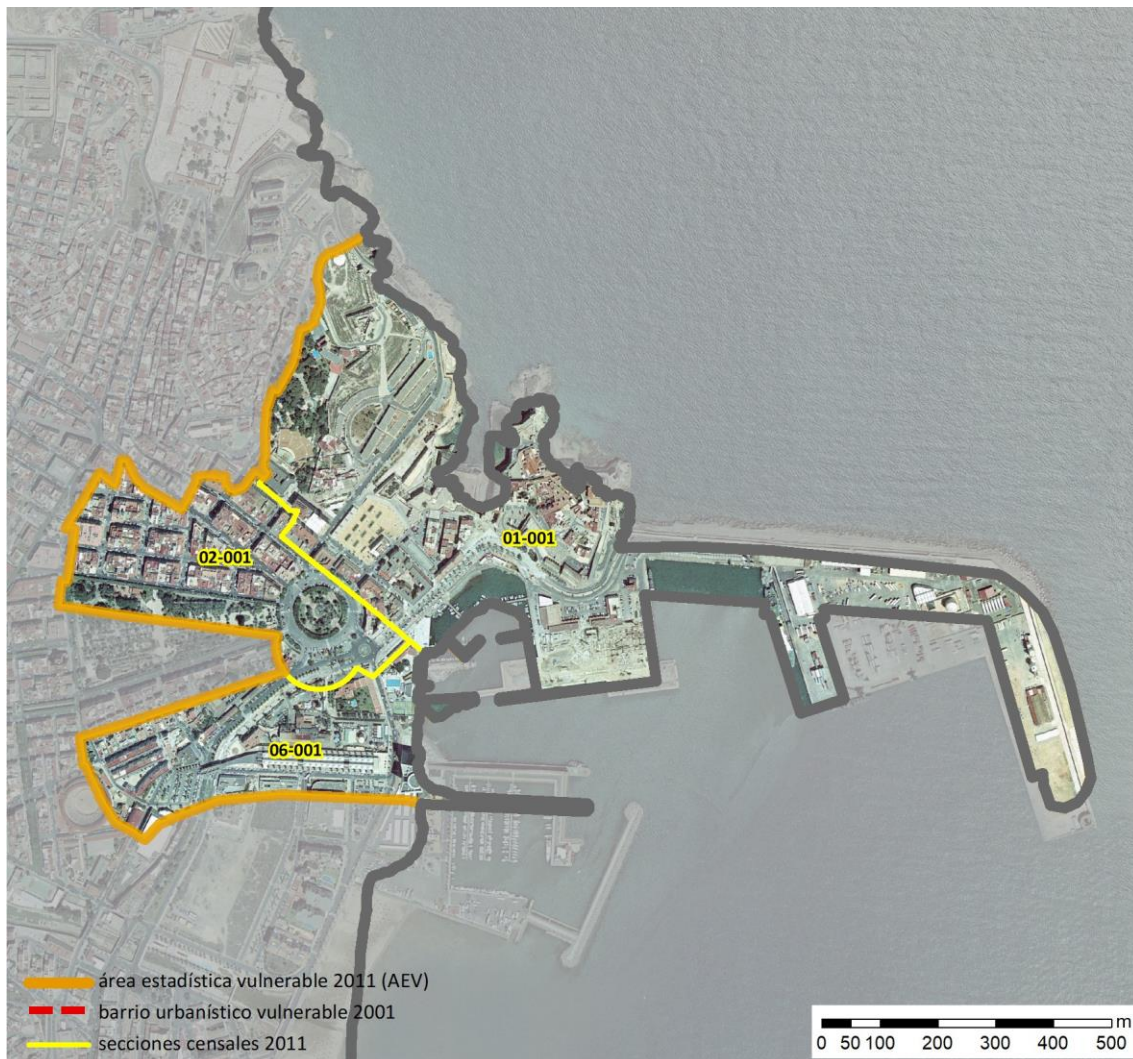 01-001
02-001
06-001
área estadística vulnerable 2011 (AEV)
barrio urbanístico vulnerable 2001
secciones censales 2011
m
0 50 100 200 300 400 500